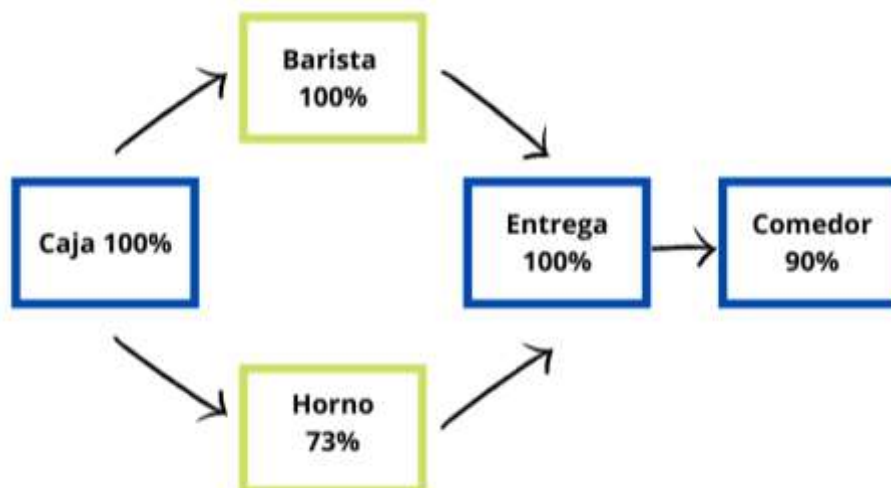 Barista
100%
Caja 100%
Entrega
100%
Comedor
90%
Horno
73%